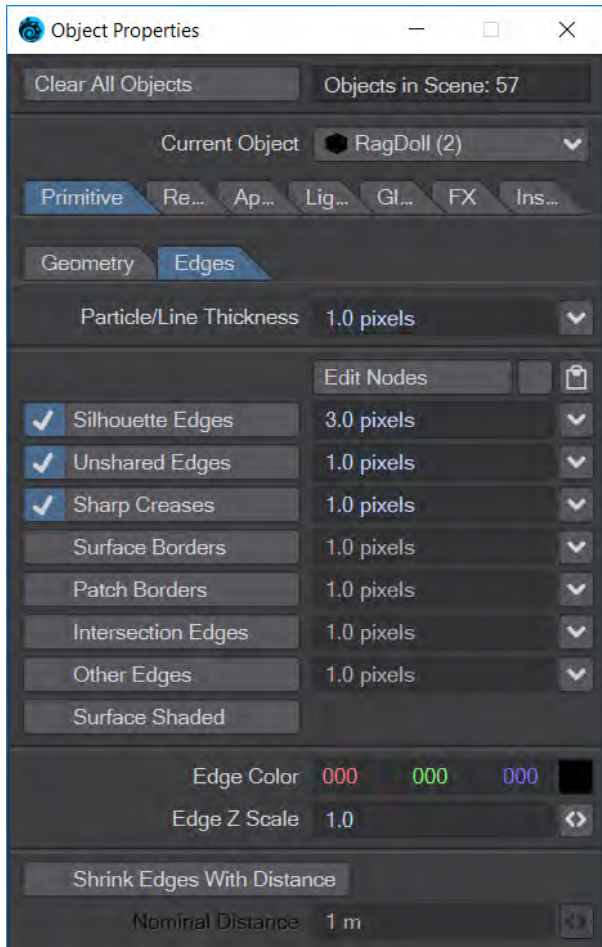 Object Properties
Clear All Objects Objects in Scene: 57
Current Object RagDoll (2)
Primitive Re... Ap... Lig... Gl... FX Ins...
Geometry Edges
Particle/Line Thickness 1.0 pixels
Edit Nodes
Silhouette Edges 3.0 pixels
Unshared Edges 1.0 pixels
Sharp Creases 1.0 pixels
Surface Borders 1.0 pixels
Patch Borders 1.0 pixels
Intersection Edges 1.0 pixels
Other Edges 1.0 pixels
Surface Shaded
Edge Color 000 000 000
Edge Z Scale 1.0
Shrink Edges With Distance
Nominal Distance 1 m